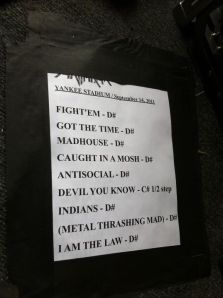 ANTHRAX
YANKEE STADIUM / September 14, 2011
FIGHT'EM - D#
GOT THE TIME - D#
MADHOUSE - D#
CAUGHT IN A MOSH - D#
ANTISOCIAL - D#
DEVIL YOU KNOW - C# 1/2 step
INDIANS - D#
(METAL THRASHING MAD) - D#
I AM THE LAW - D#